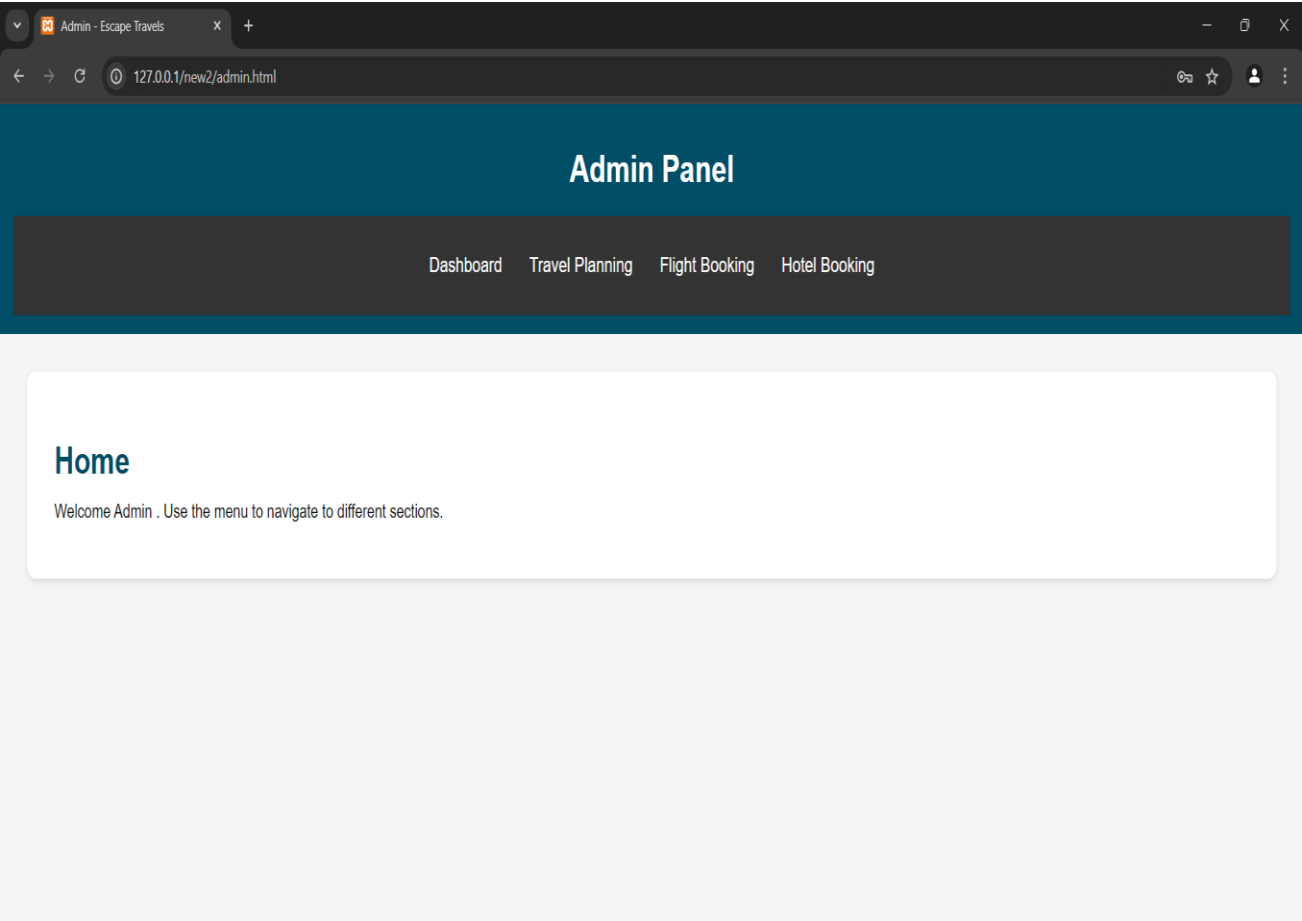 Admin - Escape Travels
127.0.0.1/new2/admin.html
Admin Panel
Dashboard Travel Planning Flight Booking Hotel Booking
Home
Welcome Admin . Use the menu to navigate to different sections.